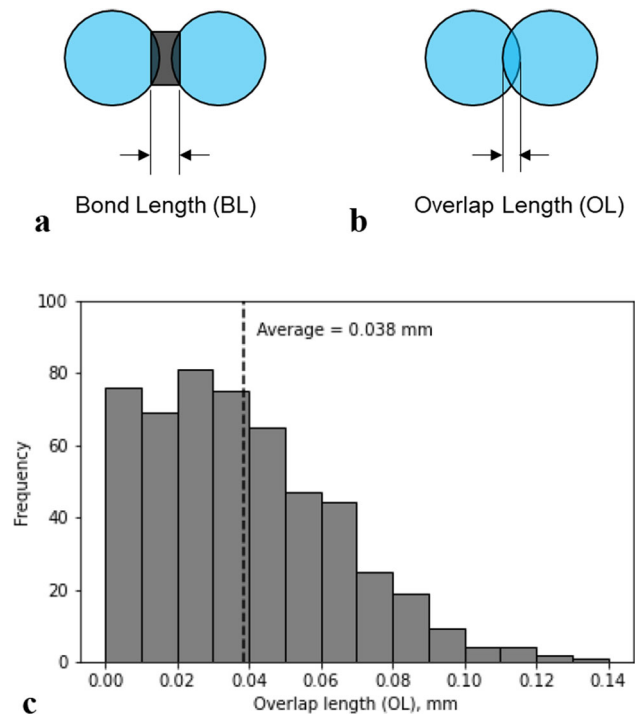 a Bond Length (BL)
b Overlap Length (OL)
100
80
60
40
20
0
Frequency
Average = 0.038 mm
0.00 0.02 0.04 0.06 0.08 0.10 0.12 0.14
Overlap length (OL), mm
c